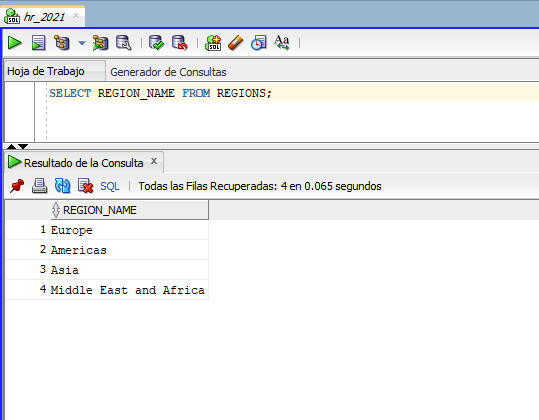 hr_2021
Hoja de Trabajo Generador de Consultas
SELECT REGION_NAME FROM REGIONS;
Resultado de la Consulta x
SQL Todas las Filas Recuperadas: 4 en 0.065 segundos
REGION_NAME
1 Europe
2 Americas
3 Asia
4 Middle East and Africa